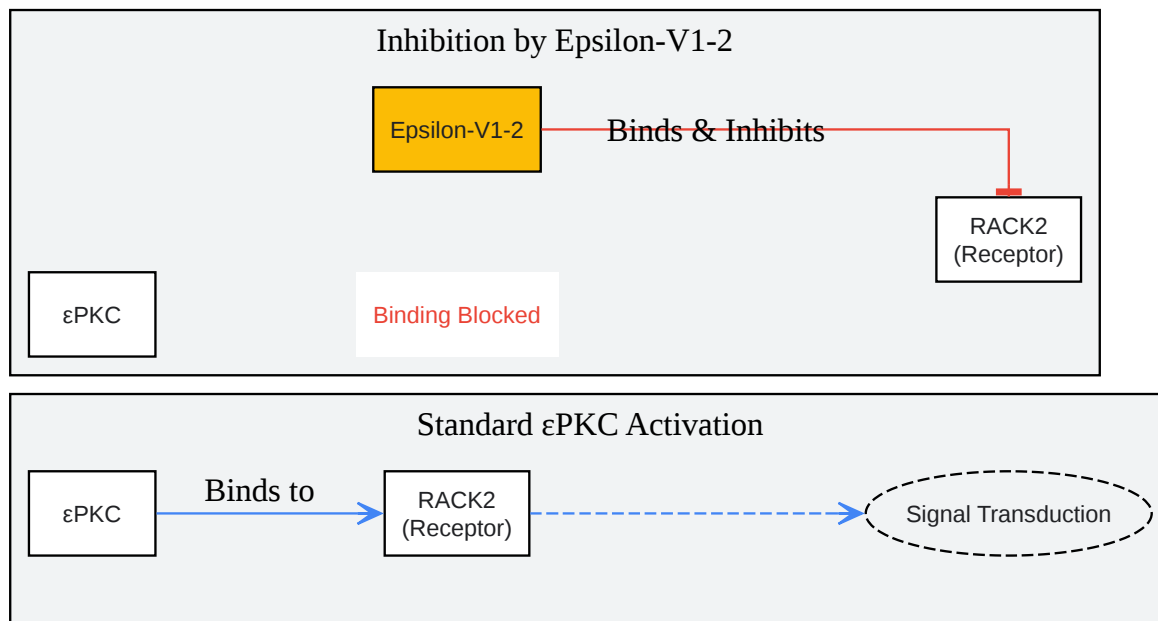 Inhibition by Epsilon-V1-2
Epsilon-V1-2
Binds & Inhibits
RACK2
(Receptor)
εPKC
Binding Blocked
Standard εPKC Activation
εPKC
Binds to
RACK2
(Receptor)
Signal Transduction